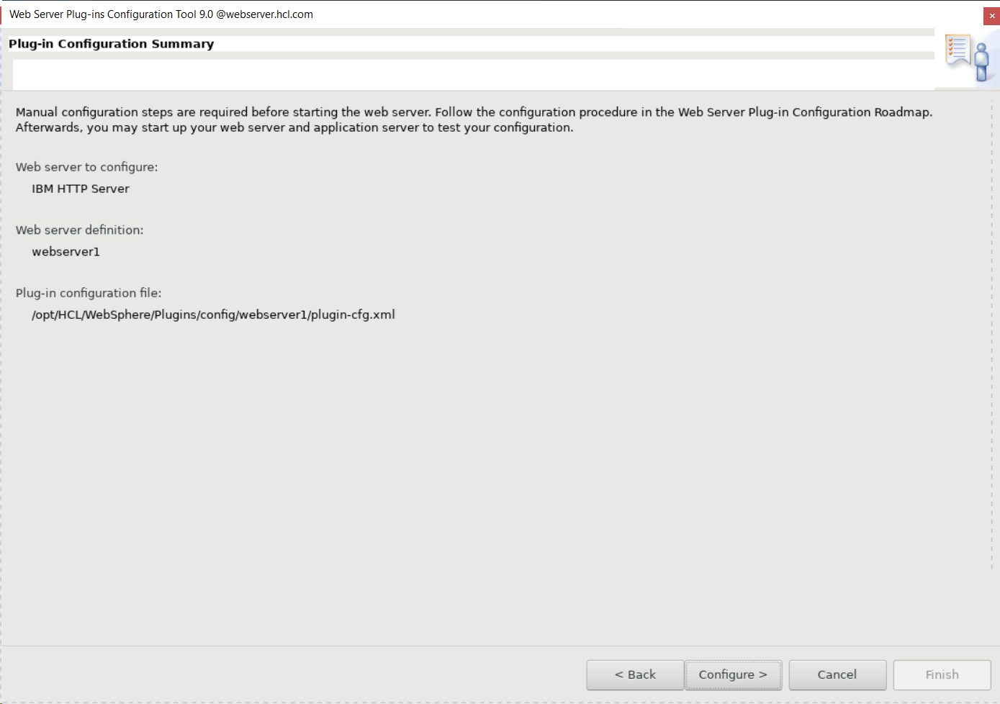 Web Server Plug-ins Configuration Tool 9.0 @webserver.hcl.com
Plug-in Configuration Summary
Manual configuration steps are required before starting the web server. Follow the configuration procedure in the Web Server Plug-in Configuration Roadmap.
Afterwards, you may start up your web server and application server to test your configuration.
Web server to configure:
IBM HTTP Server
Web server definition:
webserver1
Plug-in configuration file:
/opt/HCL/WebSphere/Plugins/config/webserver1/plugin-cfg.xml
< Back
Configure >
Cancel
Finish